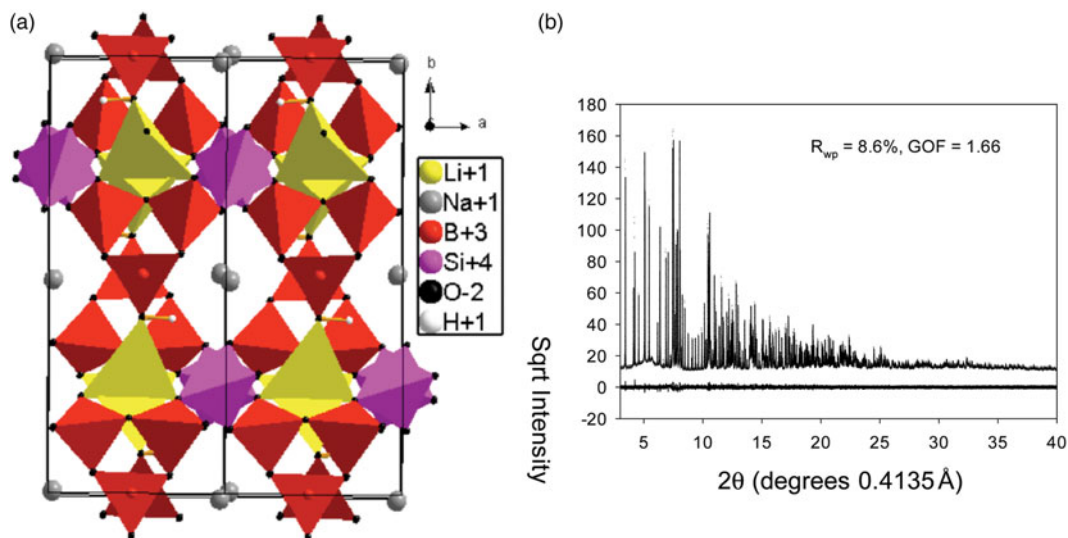 (a)
b
a
Li+1
Na+1
B+3
Si+4
O-2
H+1
(b)
Sqrt Intensity
180
160
140
120
100
80
60
40
20
0
-20
Rwp = 8.6%, GOF = 1.66
5 10 15 20 25 30 35 40
2θ (degrees 0.4135Å)